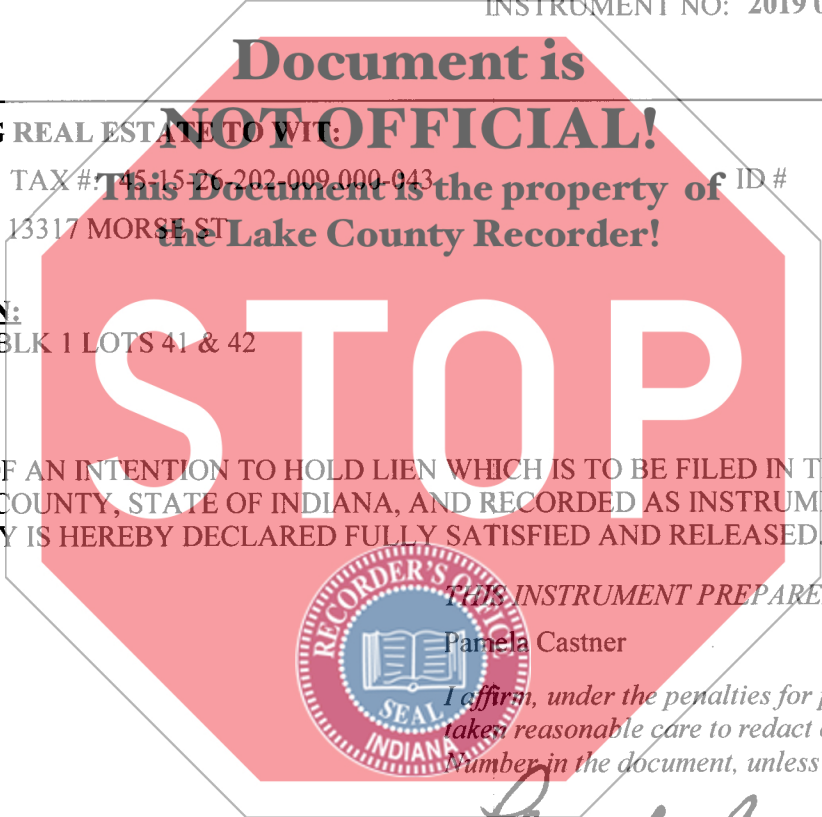 INSTRUMENT NO: 2019
Document is
NOT OFFICIAL!
REAL ESTATE TO WIT:
TAX #: 45-15-26-202-009.000-043 ID #
This Document is the property of
13317 MORSE ST
the Lake County Recorder!
N:
BLK 1 LOTS 41 & 42
STOP
F AN INTENTION TO HOLD LIEN WHICH IS TO BE FILED IN T
COUNTY, STATE OF INDIANA, AND RECORDED AS INSTRUM
Y IS HEREBY DECLARED FULLY SATISFIED AND RELEASED.
THIS INSTRUMENT PREPARE
Pamela Castner
I affirm, under the penalties for
taken reasonable care to redact
Number in the document, unless
RECORDER'S OFFIC
SEAL
INDIANA